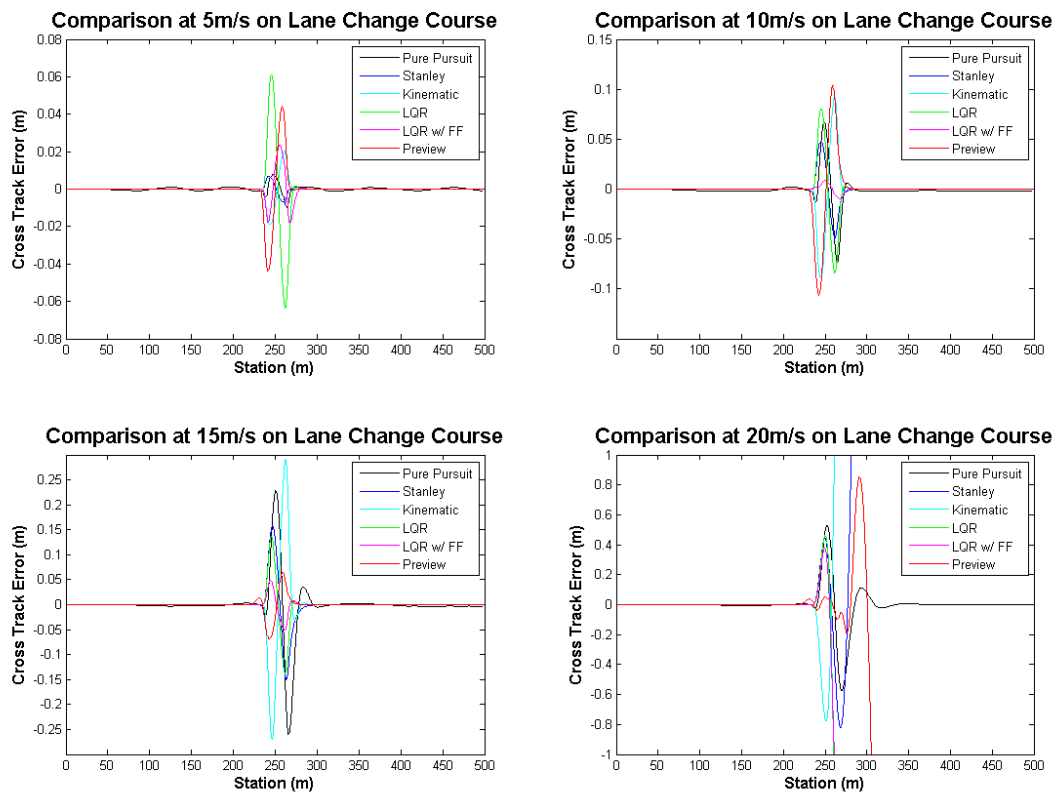 Comparison at 5m/s on Lane Change Course
0.08
0.06
0.04
0.02
0
-0.02
-0.04
-0.06
-0.08
Cross Track Error (m)
0 50 100 150 200 250 300 350 400 450 500
Station (m)
Pure Pursuit
Stanley
Kinematic
LQR
LQR w/ FF
Preview
Comparison at 10m/s on Lane Change Course
0.15
0.1
0.05
0
-0.05
-0.1
Cross Track Error (m)
0 50 100 150 200 250 300 350 400 450 500
Station (m)
Pure Pursuit
Stanley
Kinematic
LQR
LQR w/ FF
Preview
Comparison at 15m/s on Lane Change Course
0.25
0.2
0.15
0.1
0.05
0
-0.05
-0.1
-0.15
-0.2
-0.25
Cross Track Error (m)
0 50 100 150 200 250 300 350 400 450 500
Station (m)
Pure Pursuit
Stanley
Kinematic
LQR
LQR w/ FF
Preview
Comparison at 20m/s on Lane Change Course
1
0.8
0.6
0.4
0.2
0
-0.2
-0.4
-0.6
-0.8
-1
Cross Track Error (m)
0 50 100 150 200 250 300 350 400 450 500
Station (m)
Pure Pursuit
Stanley
Kinematic
LQR
LQR w/ FF
Preview